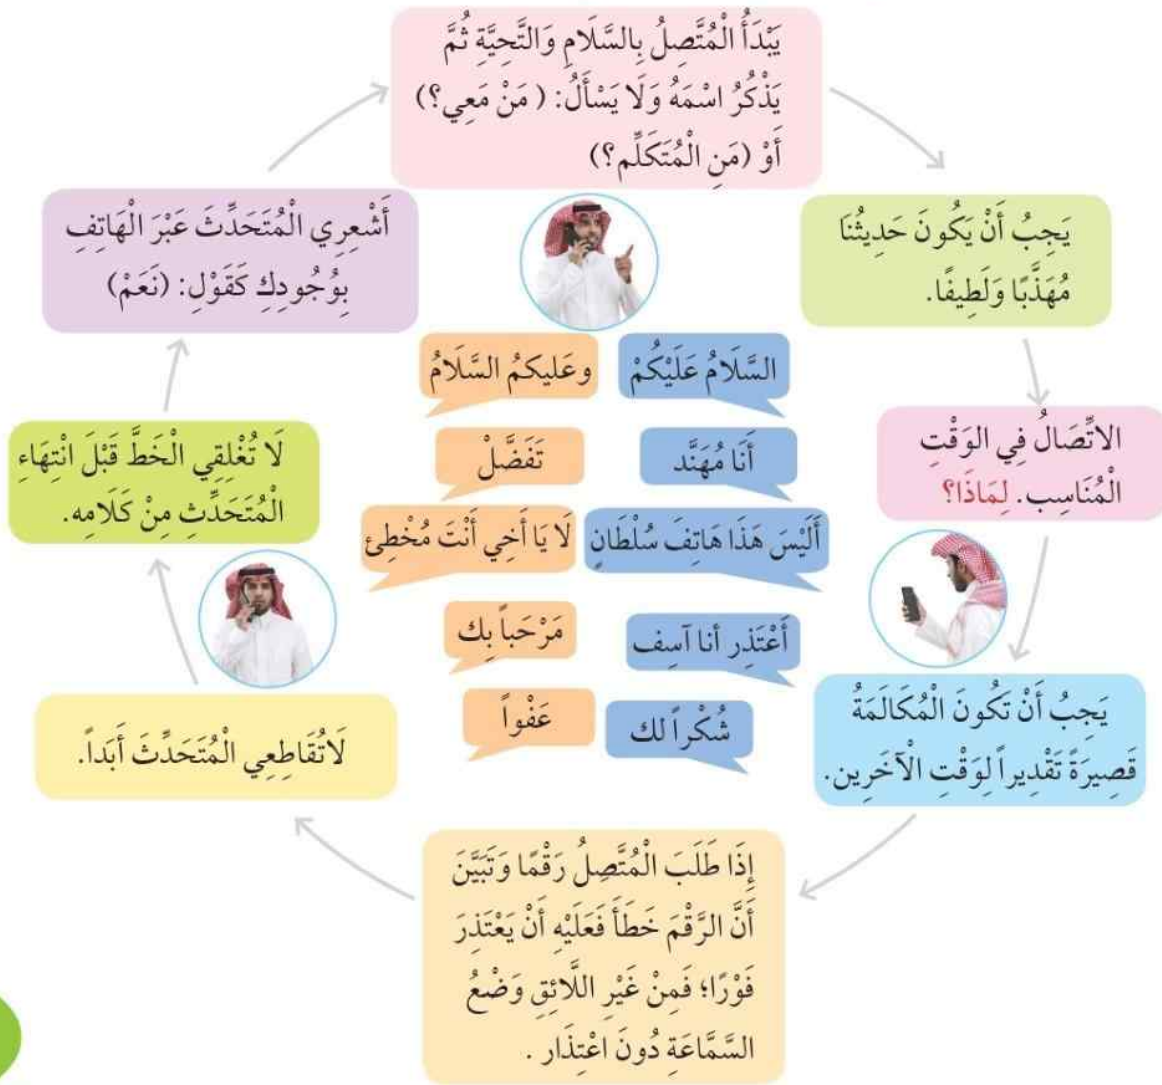 يَبْدَأُ الْمُتَّصِلُ بِالسَّلَامِ وَالتَّحِيَّةِ ثُمَّ
يَذْكُرُ اسْمَهُ وَلَا يَسْأَلُ: (مَنْ مَعِي؟)
أَوْ (مَنِ الْمُتَكَلِّم؟)
يَجِبُ أَنْ يَكُونَ حَدِيثُنَا
مُهَذَّبًا وَلَطِيفًا.
الاتِّصَالُ فِي الوَقْتِ
الْمُنَاسِب. لِمَاذَا؟
يَجِبُ أَنْ تَكُونَ الْمُكَالَمَةُ
قَصِيرَةً تَقْدِيراً لِوَقْتِ الْآخَرِين.
إِذَا طَلَبَ الْمُتَّصِلُ رَقْمًا وَتَبَيَّنَ
أَنَّ الرَّقْمَ خَطَأً فَعَلَيْهِ أَنْ يَعْتَذِرَ
فَوْرًا؛ فَمِنْ غَيْرِ اللَّائِقِ وَضْعُ
السَّمَّاعَةِ دُونَ اعْتِذَار .
لَاتُقَاطِعِي الْمُتَحَدِّثَ أَبَداً.
لَا تُغْلِقِي الْخَطَّ قَبْلَ انْتِهَاءِ
الْمُتَحَدِّثِ مِنْ كَلَامِه.
أَشْعِرِي الْمُتَحَدِّثَ عَبْرَ الْهَاتِفِ
بِوُجُودِكِ كَقَوْلِ: (نَعَمْ)
السَّلَامُ عَلَيْكُمْ
وعَليكمُ السَّلَامُ
أَنَا مُهَنَّد
تَفَضَّلْ
أَلَيْسَ هَذَا هَاتِفَ سُلْطَانٍ
لَا يَا أَخِي أَنْتَ مُخْطِئ
أَعْتَذِر أنا آسِف
مَرْحَباً بِك
شُكْراً لك
عَفْواً